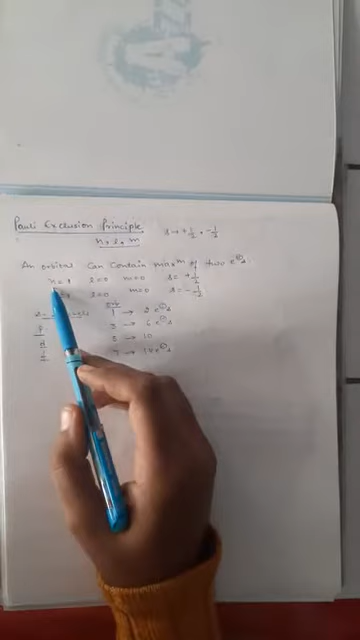 Pauli Exclusion Principle s → +1/2, -1/2
n, l, m
An orbital Can Contain maxᵐ of two e⊖s.
n=1 l=0 m=0 s=+1/2
l=0 m=0 s=-1/2
1 → 2 e⊖s
p 3 → 6 e⊖s
d 5 → 10
f 7 → 14 e⊖s